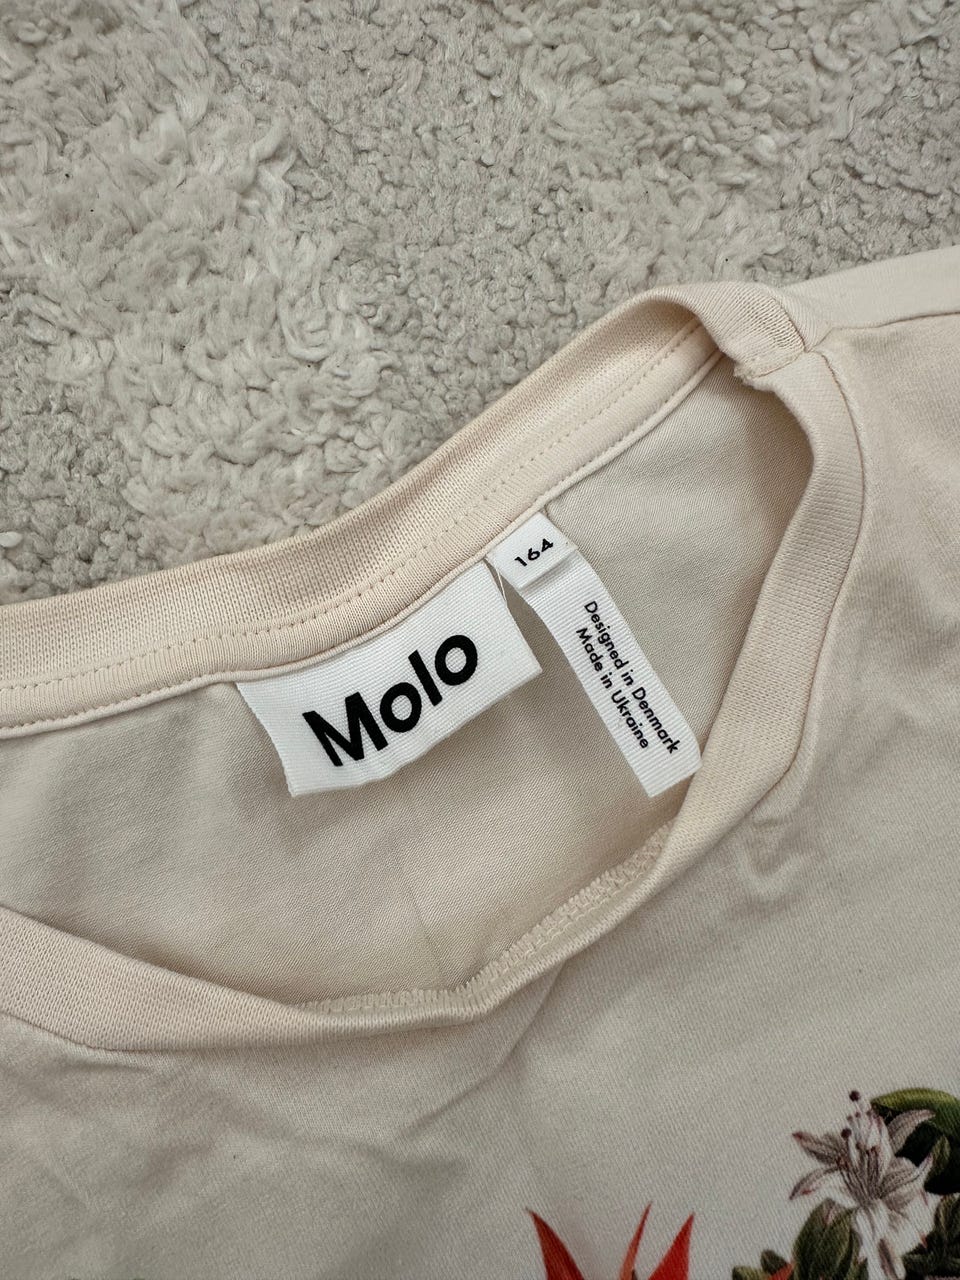 Molo
164
Designed in Denmark
Made in Ukraine